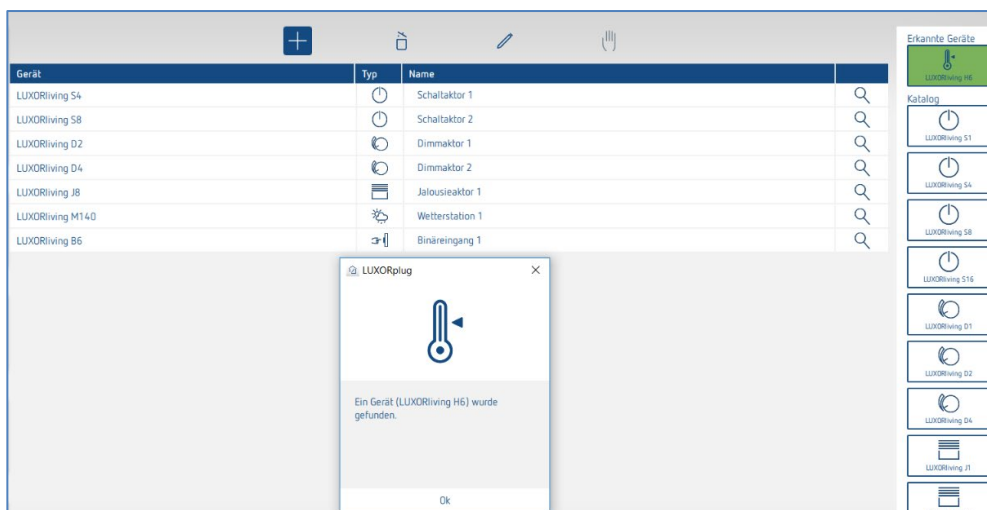 Erkannte Geräte
LUXORliving H6
Gerät Typ Name
LUXORliving S4 Schaltaktor 1
LUXORliving S8 Schaltaktor 2
LUXORliving D2 Dimmaktor 1
LUXORliving D4 Dimmaktor 2
LUXORliving J8 Jalousieaktor 1
LUXORliving M140 Wetterstation 1
LUXORliving B6 Binäreingang 1
LUXORplug
Ein Gerät (LUXORliving H6) wurde
gefunden.
Ok
Katalog
LUXORliving S1
LUXORliving S4
LUXORliving S8
LUXORliving S16
LUXORliving D1
LUXORliving D2
LUXORliving D4
LUXORliving J1